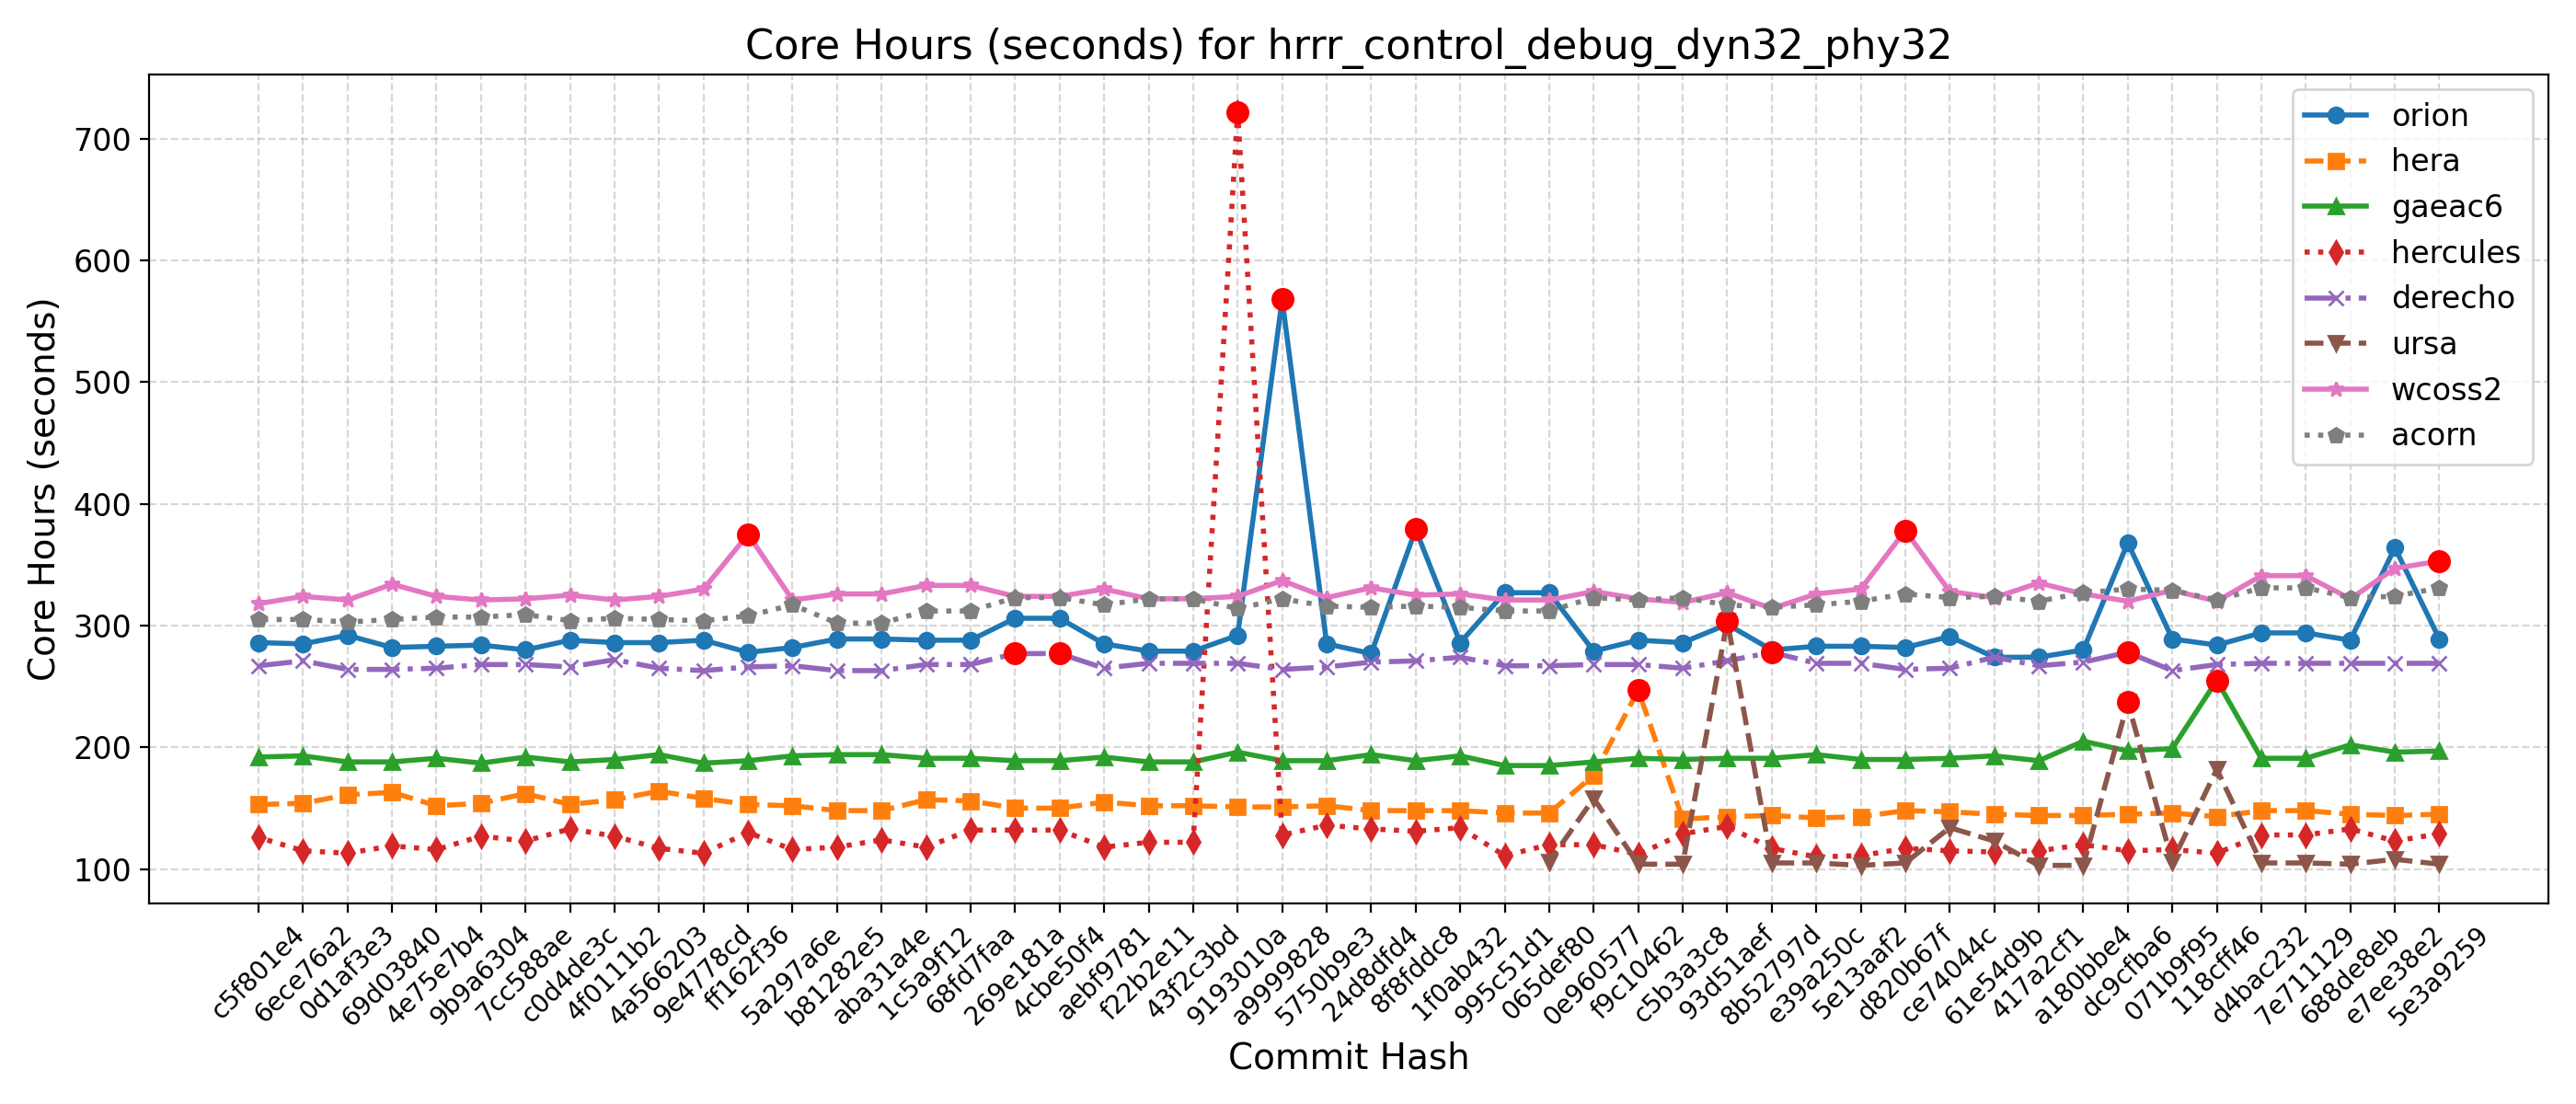 Core Hours (seconds) for hrrr_control_debug_dyn32_phy32
Core Hours (seconds)
700
600
500
400
300
200
100
orion
hera
gaeac6
hercules
derecho
ursa
wcoss2
acorn
c5f801e4
6ece76a2
0d1af3e3
69d03840
4e75e7b4
9b9a6304
7cc588ae
c0d4de3c
4f0111b2
4a566203
9e4778cd
ff162f36
5a297a6e
b81282e5
aba31a4e
1c5a9f12
68fd7faa
269e181a
4cbe50f4
aebf9781
f22b2e11
43f2c3bd
9193010a
a9999828
5750b9e3
24d8dfd4
8f8fddc8
1f0ab432
995c51d1
065def80
0e960577
f9c10462
c5b3a3c8
93d51aef
8b52797d
e39a250c
5e13aaf2
d820b67f
ce74044c
61e54d9b
417a2cf1
a180bbe4
dc9cfba6
071b9f95
118cff46
d4bac232
7e711129
688de8eb
e7ee38e2
5e3a9259
Commit Hash